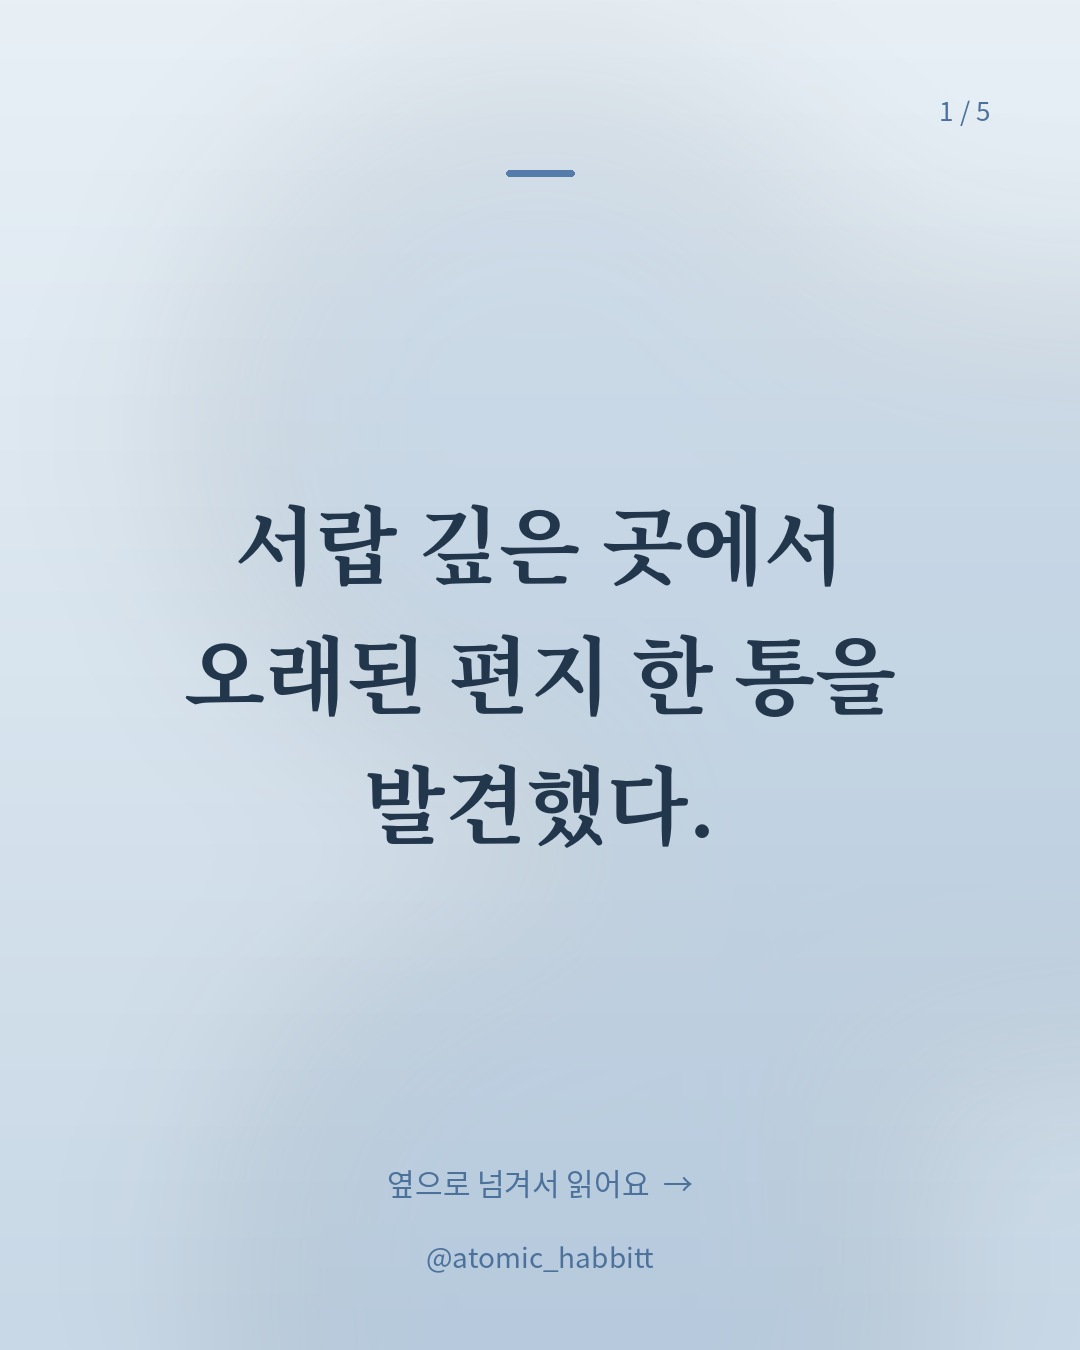 1 / 5
서랍 깊은 곳에서
오래된 편지 한 통을
발견했다.
옆으로 넘겨서 읽어요 →
@atomic_habbitt